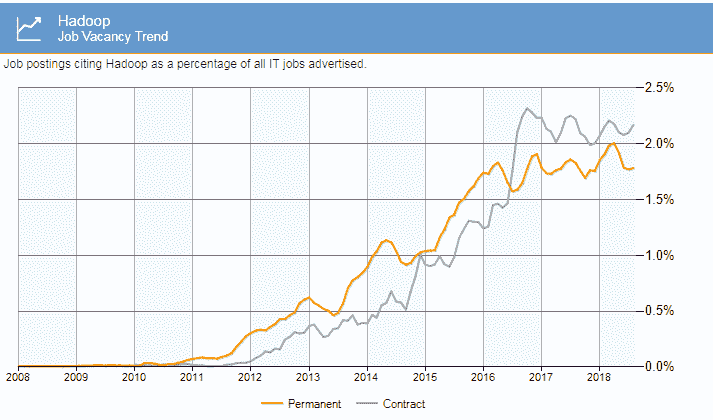 Hadoop
Job Vacancy Trend
Job postings citing Hadoop as a percentage of all IT jobs advertised.
2.5%
2.0%
1.5%
1.0%
0.5%
0.0%
2008 2009 2010 2011 2012 2013 2014 2015 2016 2017 2018
Permanent Contract